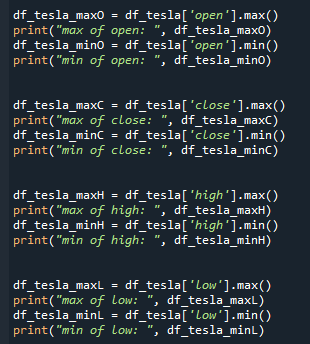 df_tesla_maxO = df_tesla['open'].max()
print("max of open: ", df_tesla_maxO)
df_tesla_minO = df_tesla['open'].min()
print("min of open: ", df_tesla_minO)
df_tesla_maxC = df_tesla['close'].max()
print("max of close: ", df_tesla_maxC)
df_tesla_minC = df_tesla['close'].min()
print("min of close: ", df_tesla_minC)
df_tesla_maxH = df_tesla['high'].max()
print("max of high: ", df_tesla_maxH)
df_tesla_minH = df_tesla['high'].min()
print("min of high: ", df_tesla_minH)
df_tesla_maxL = df_tesla['low'].max()
print("max of low: ", df_tesla_maxL)
df_tesla_minL = df_tesla['low'].min()
print("min of low: ", df_tesla_minL)